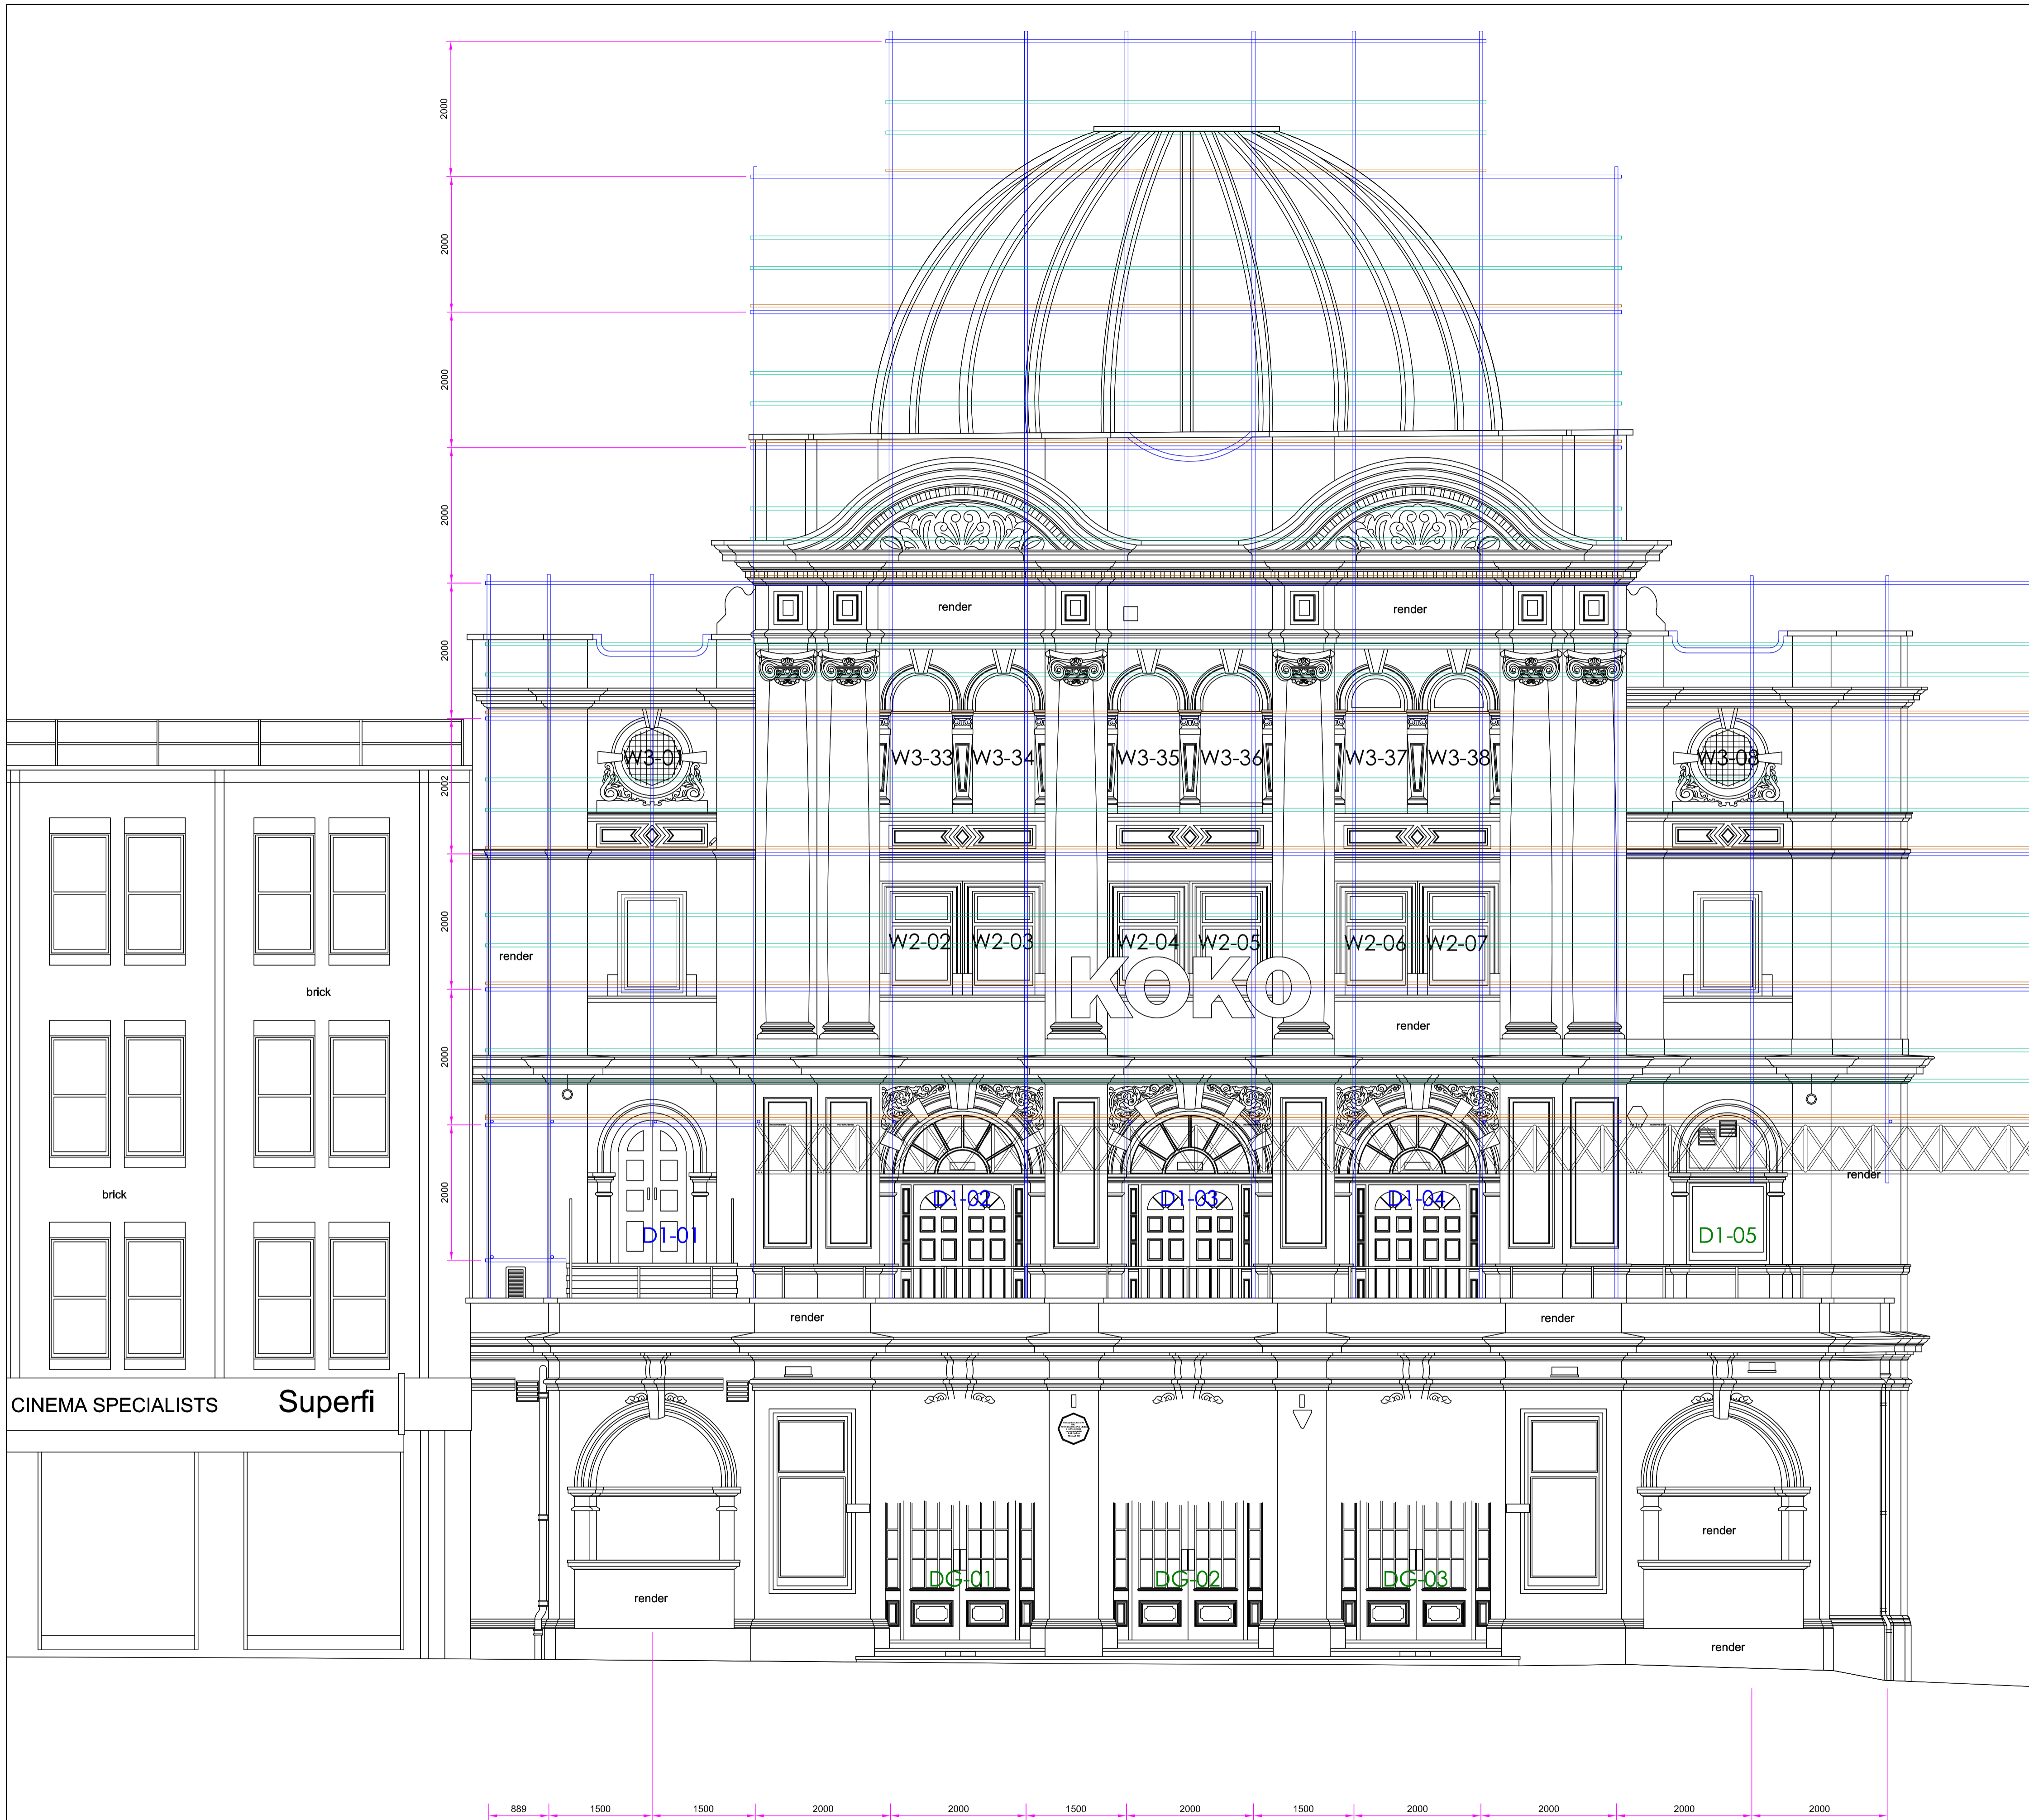 2000
2000
2000
2000
render
render
2000
W3-01
W3-33
W3-34
W3-35
W3-36
W3-37
W3-38
W3-08
2002
2000
W2-02
W2-03
W2-04
W2-05
W2-06
W2-07
render
brick
KOKO
render
2000
render
brick
2000
D1-01
D1-02
D1-03
D1-04
D1-05
render
render
CINEMA SPECIALISTS
Superfi
render
DG-01
DG-02
DG-03
render
render
889
1500
1500
2000
2000
1500
2000
1500
2000
2000
2000
2000